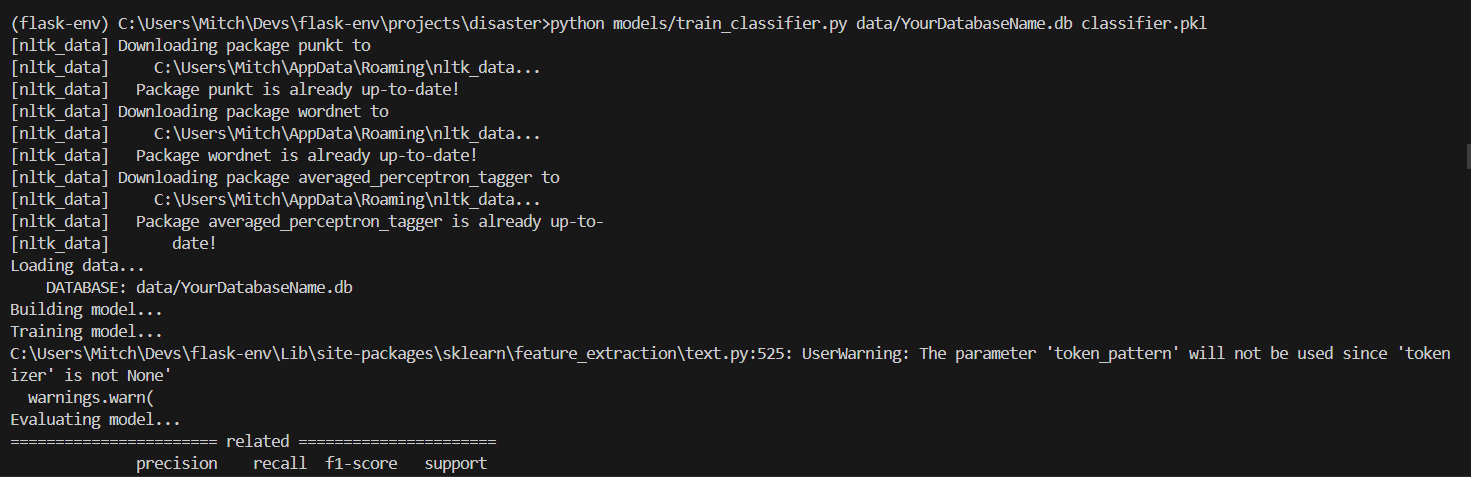 (flask-env) C:\Users\Mitch\Devs\flask-env\projects\disaster>python models/train_classifier.py data/YourDatabaseName.db classifier.pkl
[nltk_data] Downloading package punkt to
[nltk_data]     C:\Users\Mitch\AppData\Roaming\nltk_data...
[nltk_data]   Package punkt is already up-to-date!
[nltk_data] Downloading package wordnet to
[nltk_data]     C:\Users\Mitch\AppData\Roaming\nltk_data...
[nltk_data]   Package wordnet is already up-to-date!
[nltk_data] Downloading package averaged_perceptron_tagger to
[nltk_data]     C:\Users\Mitch\AppData\Roaming\nltk_data...
[nltk_data]   Package averaged_perceptron_tagger is already up-to-
[nltk_data]       date!
Loading data...
    DATABASE: data/YourDatabaseName.db
Building model...
Training model...
C:\Users\Mitch\Devs\flask-env\Lib\site-packages\sklearn\feature_extraction\text.py:525: UserWarning: The parameter 'token_pattern' will not be used since 'token
izer' is not None'
  warnings.warn(
Evaluating model...
======================= related ======================
              precision    recall  f1-score   support